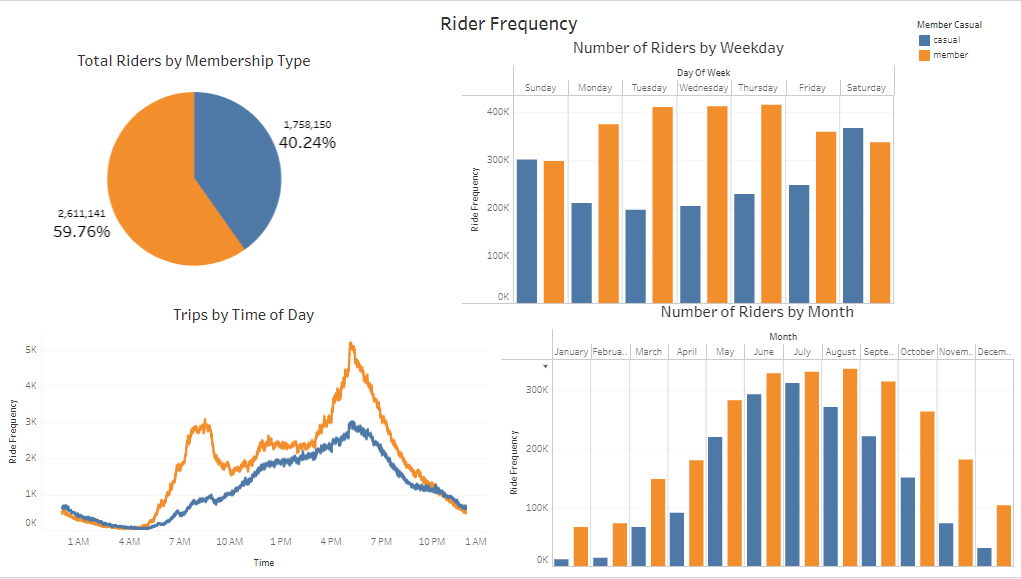 Rider Frequency
Member Casual
casual
member
Total Riders by Membership Type
1,758,150
40.24%
2,611,141
59.76%
Number of Riders by Weekday
Day Of Week
Sunday Monday Tuesday Wednesday Thursday Friday Saturday
400K
300K
200K
100K
0K
Ride Frequency
Trips by Time of Day
5K
4K
3K
2K
1K
0K
Ride Frequency
1 AM 4 AM 7 AM 10 AM 1 PM 4 PM 7 PM 10 PM 1 AM
Time
Number of Riders by Month
Month
January Februa.. March April May June July August Septe.. October Novem.. Decem..
300K
200K
100K
0K
Ride Frequency